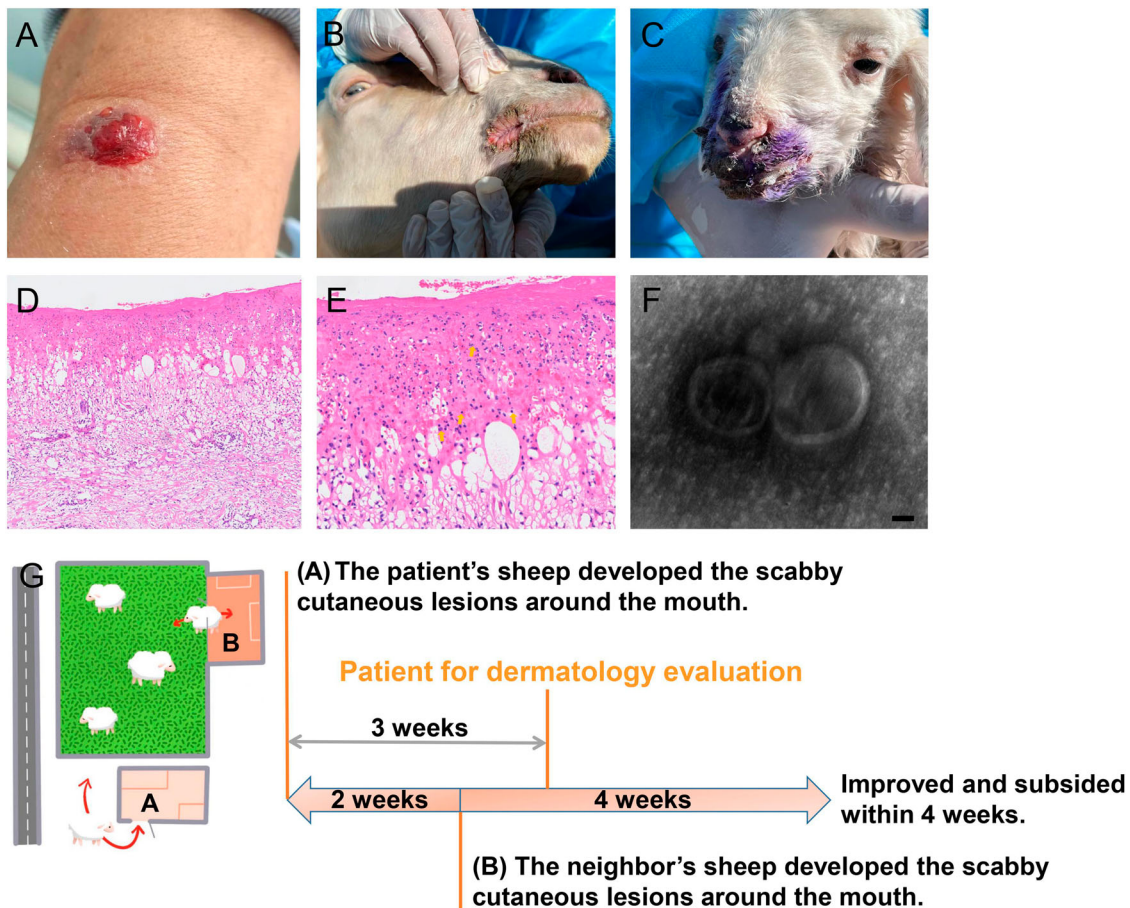 A
B
C
D
E
F
G
B
A
(A) The patient's sheep developed the scabby
cutaneous lesions around the mouth.
Patient for dermatology evaluation
3 weeks
2 weeks
4 weeks
Improved and subsided
within 4 weeks.
(B) The neighbor's sheep developed the scabby
cutaneous lesions around the mouth.